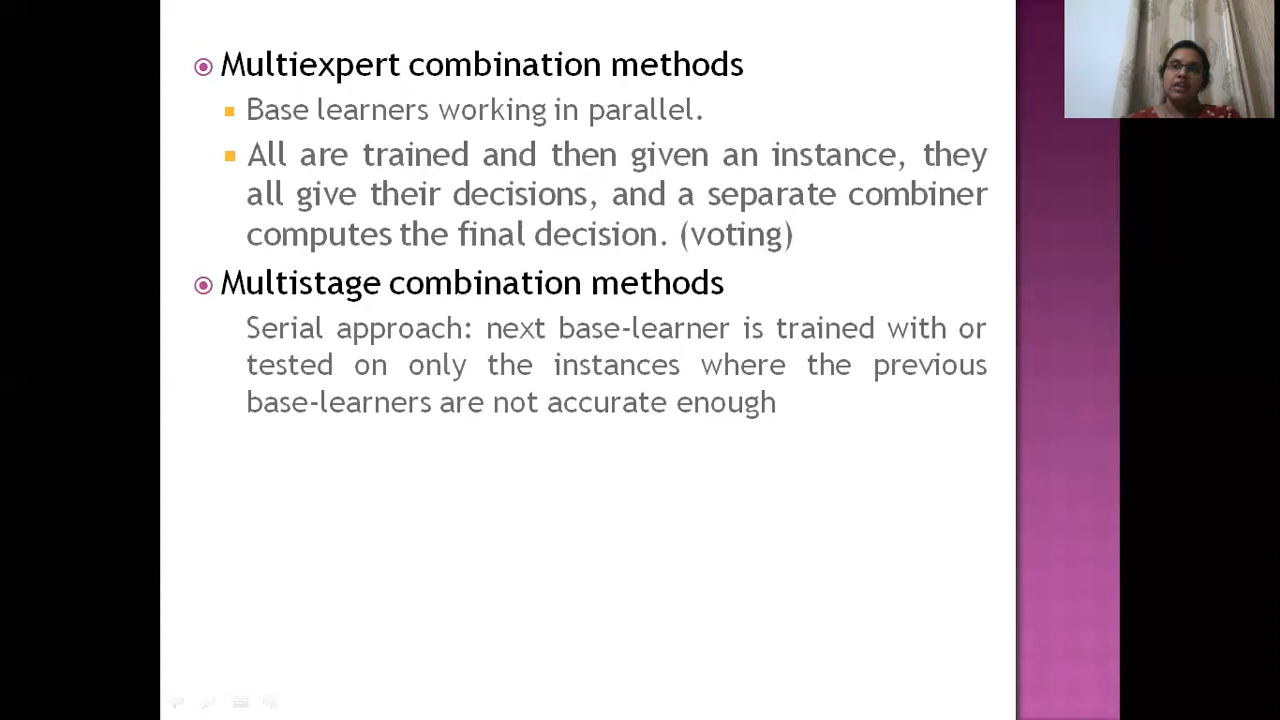 Multiexpert combination methods
Base learners working in parallel.
All are trained and then given an instance, they
all give their decisions, and a separate combiner
computes the final decision. (voting)
Multistage combination methods
Serial approach: next base-learner is trained with or
tested on only the instances where the previous
base-learners are not accurate enough